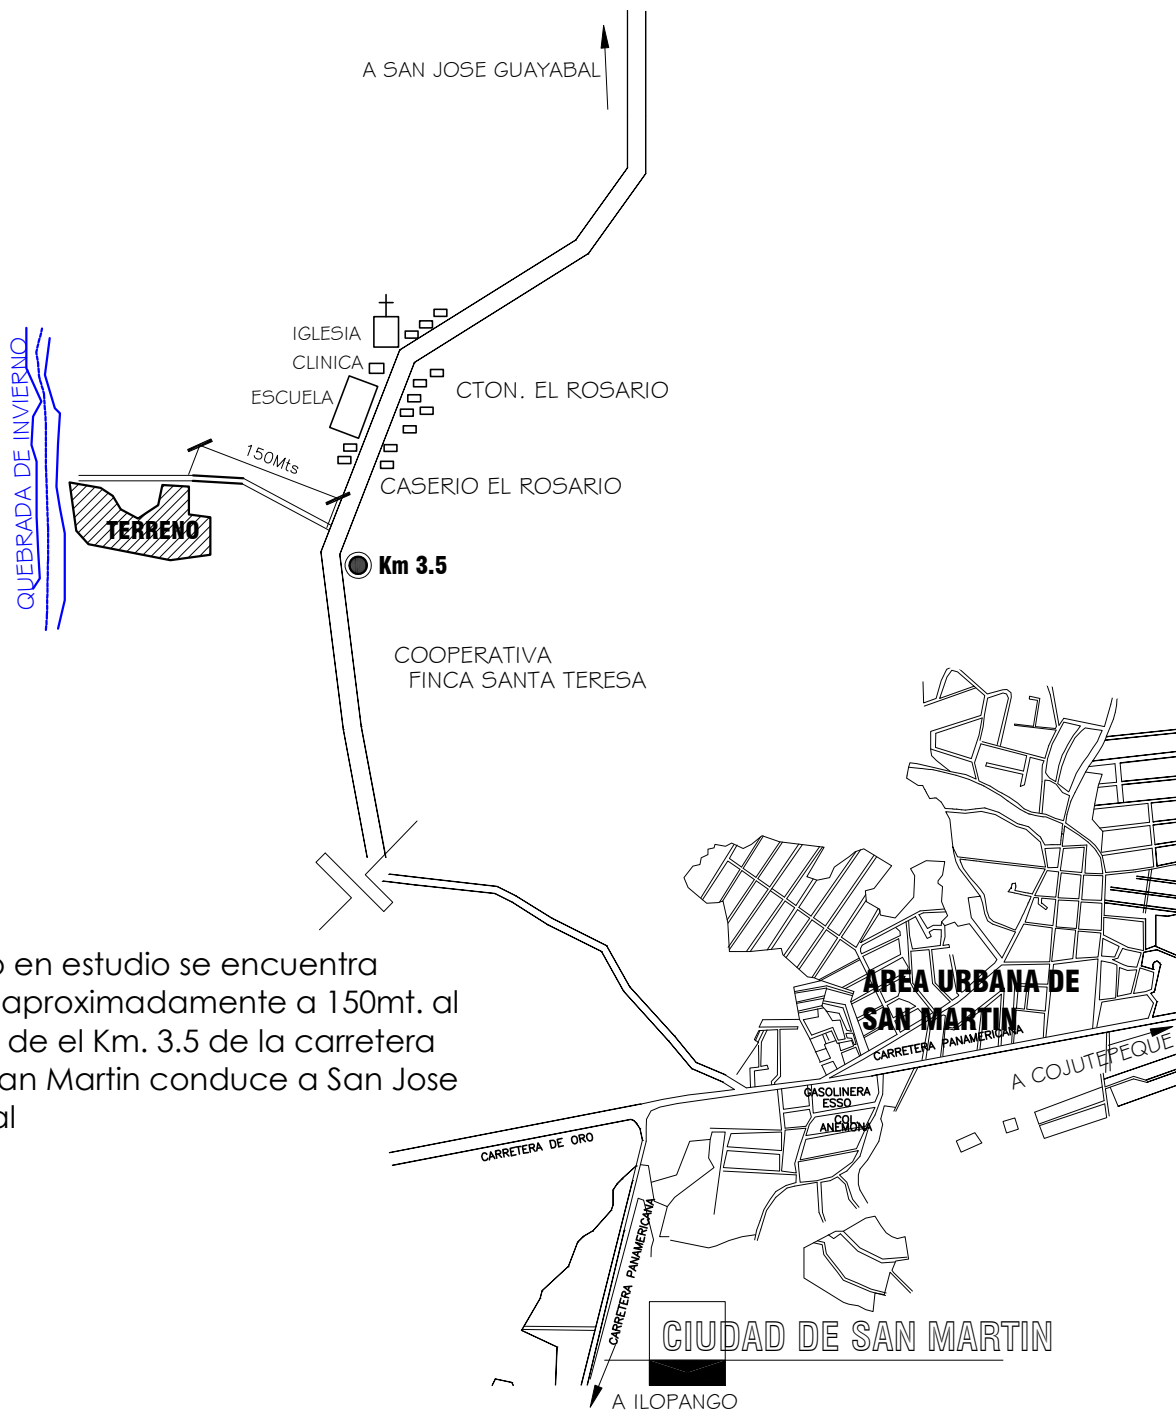 A SAN JOSE GUAYABAL
IGLESIA
CLINICA
ESCUELA
CTON. EL ROSARIO
QUEBRADA DE INVIERNO
150Mts
CASERIO EL ROSARIO
TERRENO
Km 3.5
COOPERATIVA
FINCA SANTA TERESA
o en estudio se encuentra
aproximadamente a 150mt. al
de el Km. 3.5 de la carretera
an Martin conduce a San Jose
al
AREA URBANA DE
SAN MARTIN
CARRETERA PANAMERICANA
A COJUTEPEQUE
GASOLINERA
ESSO
COL.
ANEMONA
CARRETERA DE ORO
CARRETERA PANAMERICANA
CIUDAD DE SAN MARTIN
A ILOPANGO